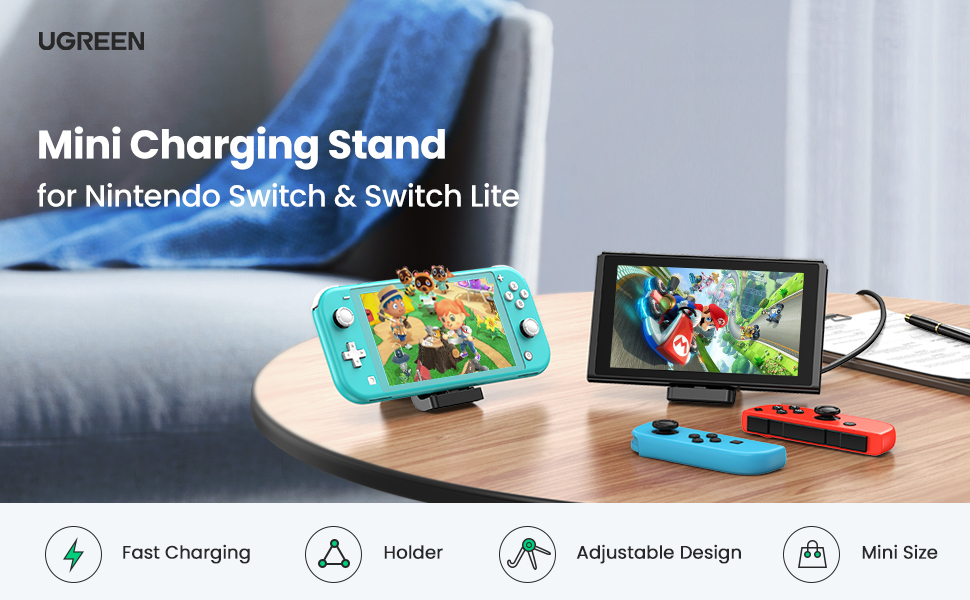 UGREEN
Mini Charging Stand
for Nintendo Switch & Switch Lite
M
Fast Charging
Holder
Adjustable Design
Mini Size